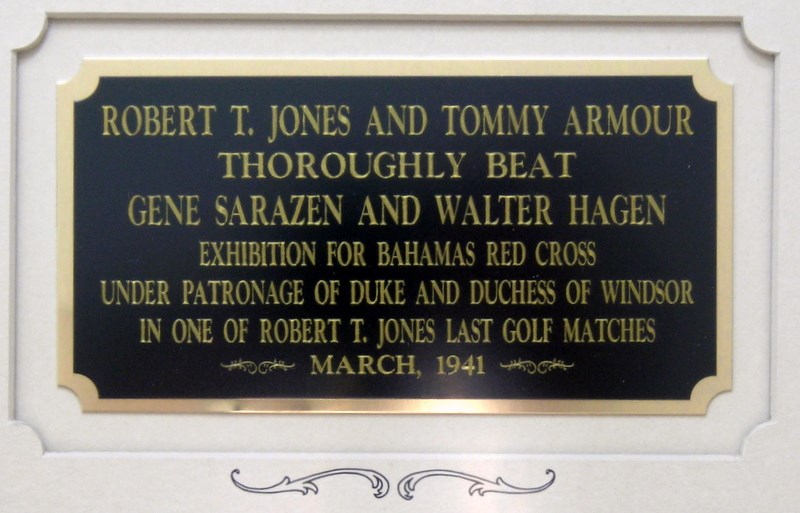 ROBERT T. JONES AND TOMMY ARMOUR
THOROUGHLY BEAT
GENE SARAZEN AND WALTER HAGEN
EXHIBITION FOR BAHAMAS RED CROSS
UNDER PATRONAGE OF DUKE AND DUCHESS OF WINDSOR
IN ONE OF ROBERT T. JONES LAST GOLF MATCHES
MARCH, 1941